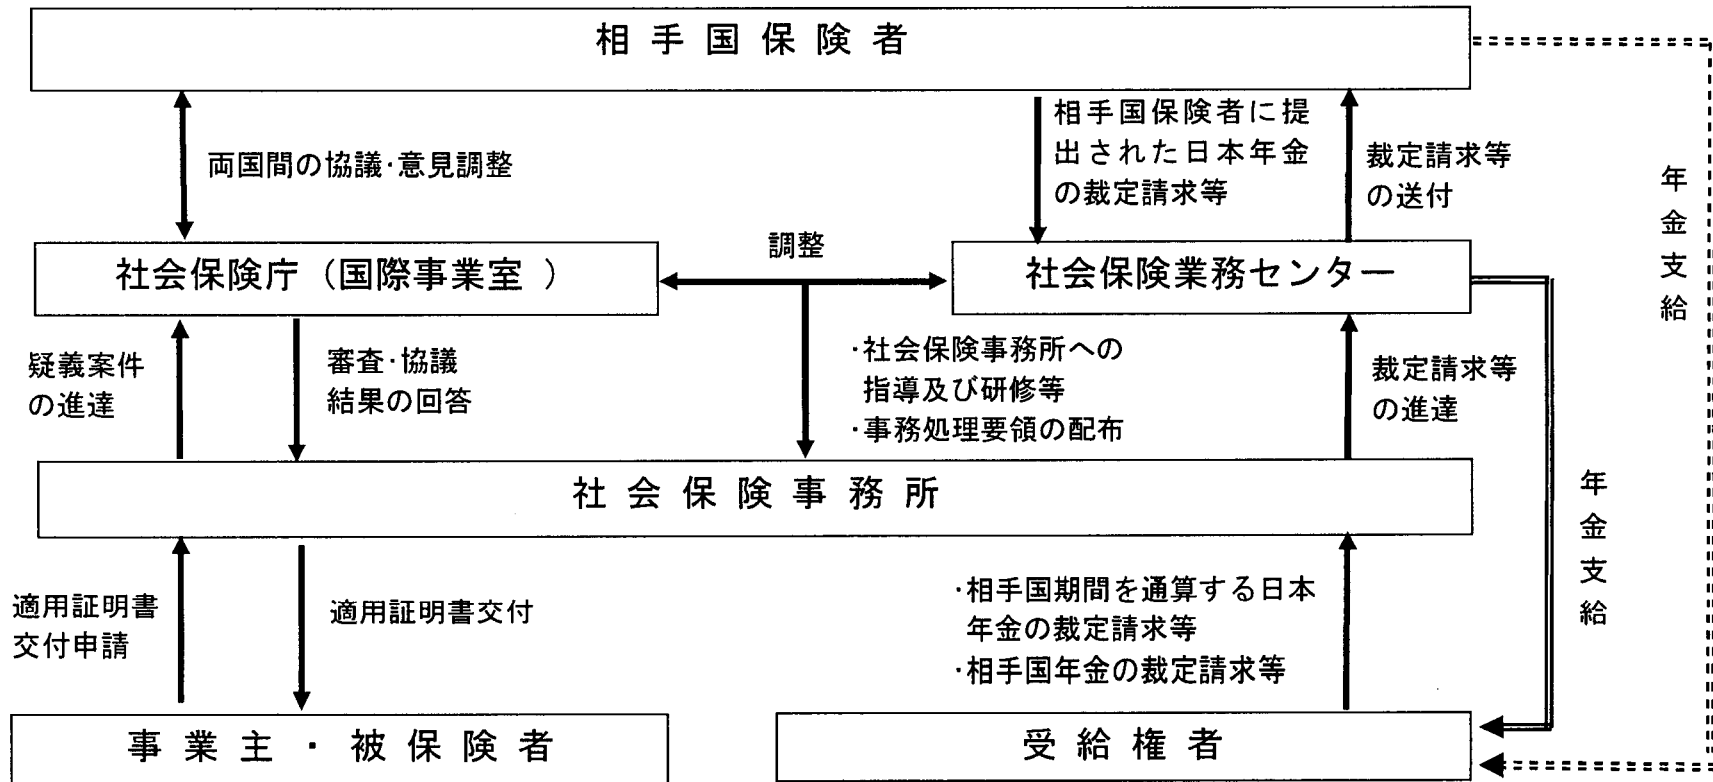 相手国保険者
両国間の協議・意見調整
相手国保険者に提
出された日本年金
の裁定請求等
裁定請求等
の送付
年金支給
社会保険庁（国際事業室 ）
調整
社会保険業務センター
疑義案件
の進達
審査・協議
結果の回答
・社会保険事務所への
指導及び研修等
・事務処理要領の配布
裁定請求等
の進達
年金支給
社会保険事務所
適用証明書
交付申請
適用証明書交付
・相手国期間を通算する日本
年金の裁定請求等
・相手国年金の裁定請求等
事業主・被保険者
受給権者